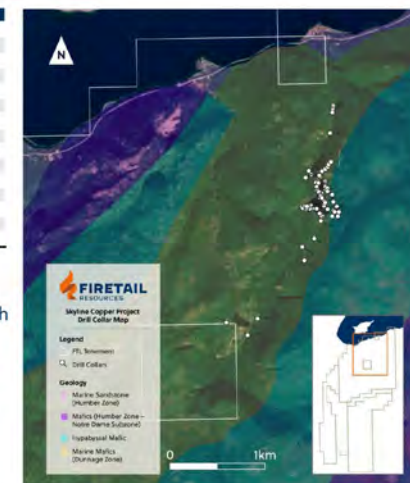 N
FIRETAIL
RESOURCES
Skyline Copper Project
Drill Collar Map
Legend
FTL Tenement
Drill Collars
Geology
Marine Sandstone
(Humber Zone)
Mafics (Humber Zone –
Notre Dame Subzone)
Hypabyssal Mafic
Marine Mafics
(Dunnage Zone)
0 1km